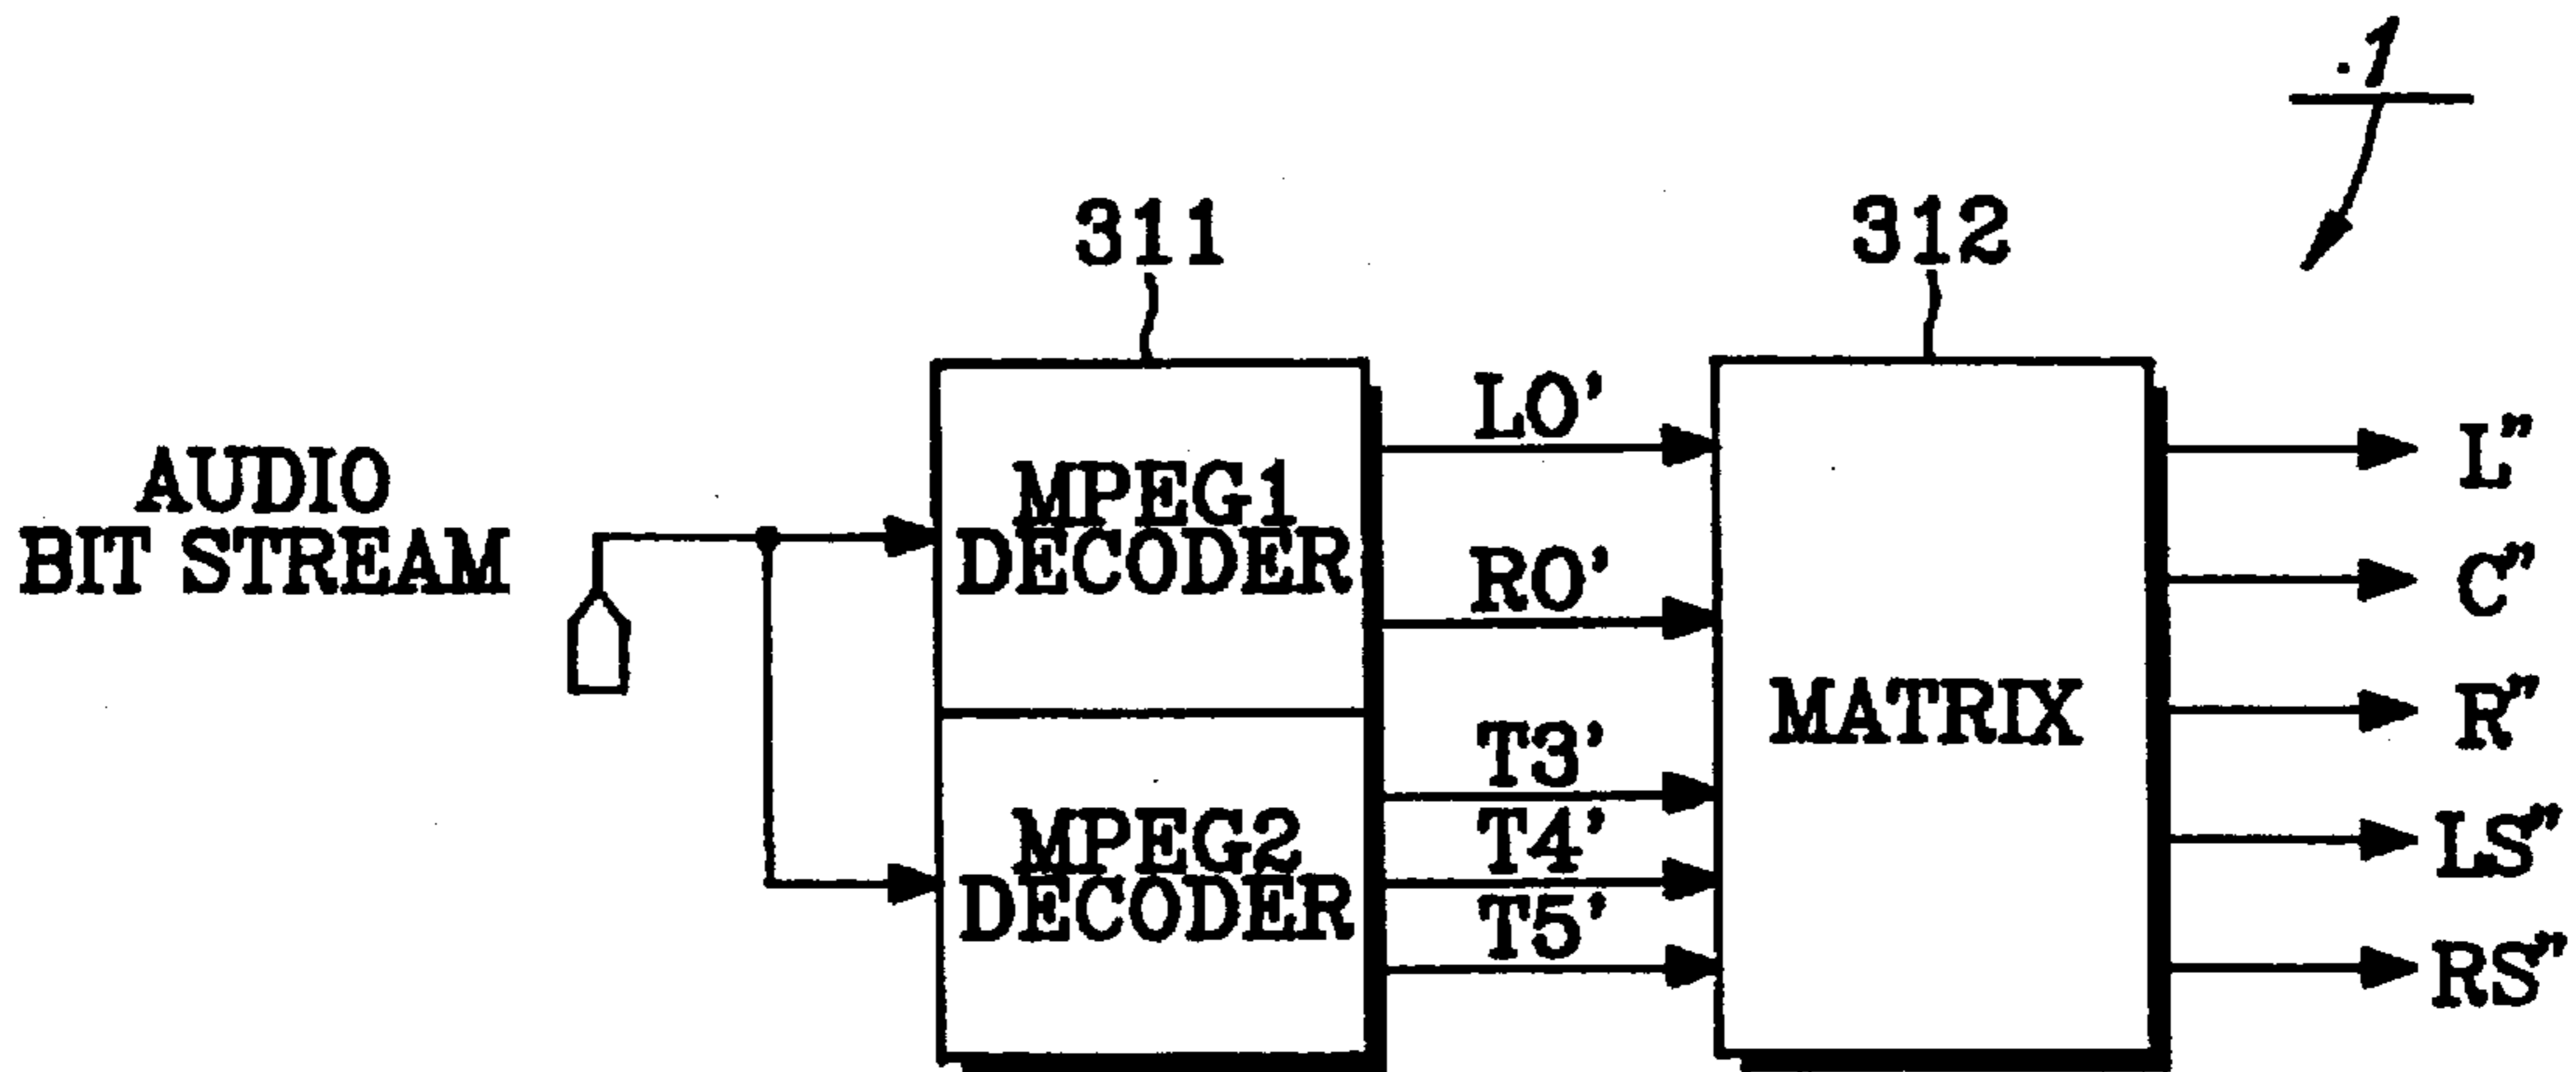 1
311
312
AUDIO
BIT STREAM
MPEG1
DECODER
MPEG2
DECODER
LO'
RO'
T3'
T4'
T5'
MATRIX
L"
C"
R"
LS"
RS"